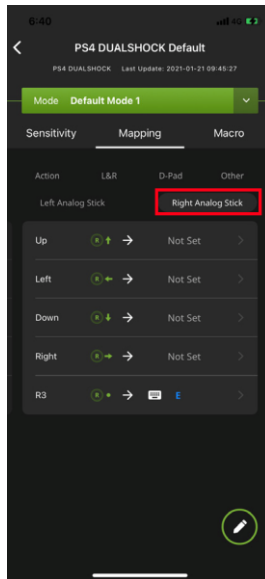 6:40
4G
PS4 DUALSHOCK Default
PS4 DUALSHOCK Last Update: 2021-01-21 09:45:27
Mode Default Mode 1
Sensitivity Mapping Macro
Action L&R D-Pad Other
Left Analog Stick Right Analog Stick
Up R Not Set
Left R Not Set
Down R Not Set
Right R Not Set
R3 R E